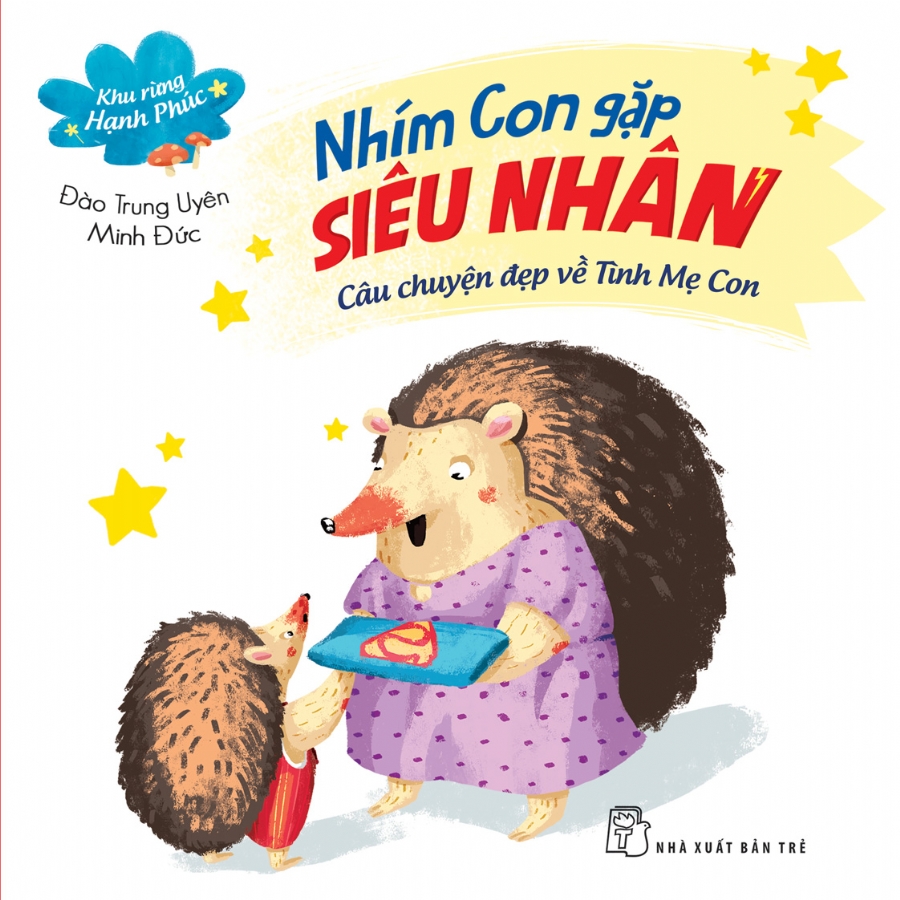 Khu rừng
Hạnh Phúc
Đào Trung Uyên
Minh Đức
Nhím Con gặp
SIÊU NHÂN
Câu chuyện đẹp về Tình Mẹ Con
S
T
NHÀ XUẤT BẢN TRẺ